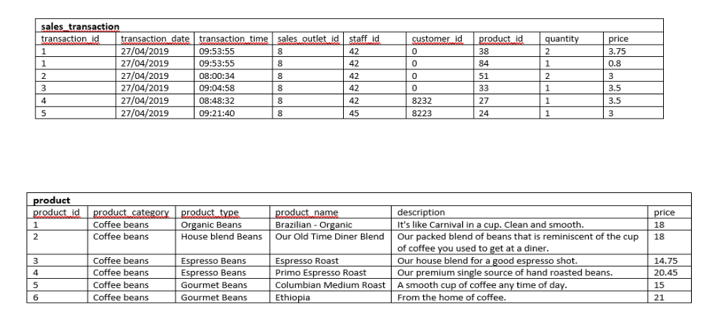 sales_transaction
transaction_id transaction_date transaction_time sales_outlet_id staff_id customer_id product_id quantity price
1 27/04/2019 09:53:55 8 42 0 38 2 3.75
1 27/04/2019 09:53:55 8 42 0 84 1 0.8
2 27/04/2019 08:00:34 8 42 0 51 2 3
3 27/04/2019 09:04:58 8 42 0 33 1 3.5
4 27/04/2019 08:48:32 8 42 8232 27 1 3.5
5 27/04/2019 09:21:40 8 45 8223 24 1 3
product
product_id product_category product_type product_name description price
1 Coffee beans Organic Beans Brazilian - Organic It's like Carnival in a cup. Clean and smooth. 18
2 Coffee beans House blend Beans Our Old Time Diner Blend Our packed blend of beans that is reminiscent of the cup 18
of coffee you used to get at a diner.
3 Coffee beans Espresso Beans Espresso Roast Our house blend for a good espresso shot. 14.75
4 Coffee beans Espresso Beans Primo Espresso Roast Our premium single source of hand roasted beans. 20.45
5 Coffee beans Gourmet Beans Columbian Medium Roast A smooth cup of coffee any time of day. 15
6 Coffee beans Gourmet Beans Ethiopia From the home of coffee. 21